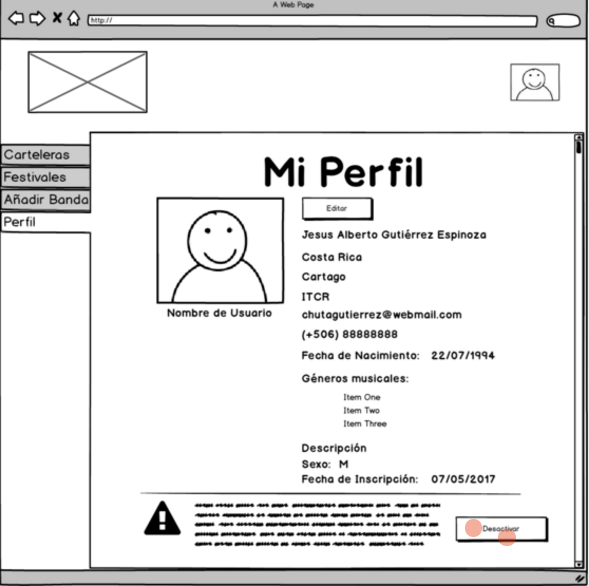 A Web Page
http://
Carteleras
Festivales
Añadir Banda
Perfil
Mi Perfil
Editar
Jesus Alberto Gutiérrez Espinoza
Costa Rica
Cartago
ITCR
chutagutierrez@webmail.com
(+506) 88888888
Nombre de Usuario
Fecha de Nacimiento: 22/07/1994
Géneros musicales:
Item One
Item Two
Item Three
Descripción
Sexo: M
Fecha de Inscripción: 07/05/2017
Desactivar